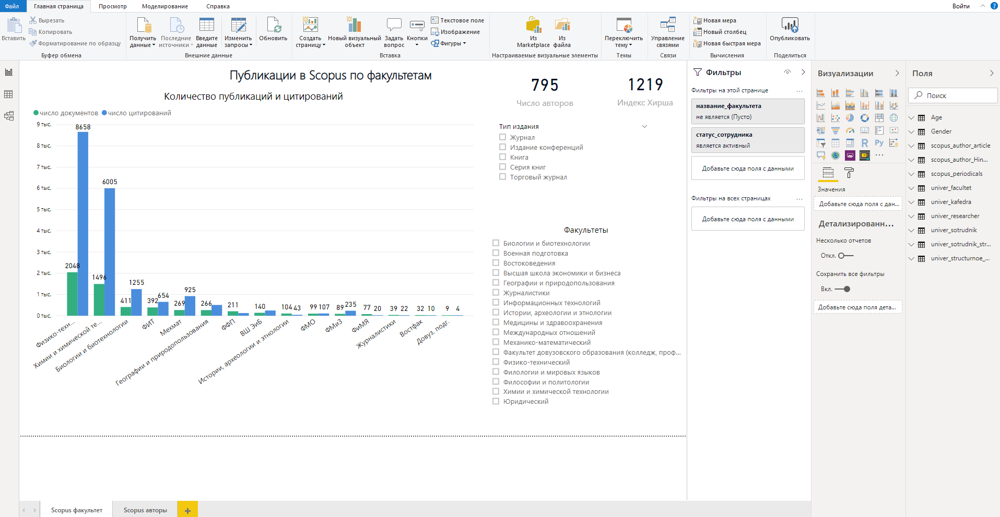 Файл
Главная страница
Просмотр
Моделирование
Справка
Войти
Вставить
Вырезать
Копировать
Форматирование по образцу
Буфер обмена
Получить
данные
Последние
источники
Введите
данные
Внешние данные
Изменить
запросы
Обновить
Создать
страницу
Новый визуальный
объект
Задать
вопрос
Кнопки
Текстовое поле
Изображение
Фигуры
Вставка
Из
Marketplace
Из
файла
Настраиваемые визуальные элементы
Переключить
тему
Темы
Управление
связями
Связи
Новая мера
Новый столбец
Новая быстрая мера
Вычисления
Опубликовать
Поделиться
Публикации в Scopus по факультетам
Количество публикаций и цитирований
число документов
число цитирований
9 тыс.
8 тыс.
7 тыс.
6 тыс.
5 тыс.
4 тыс.
3 тыс.
2 тыс.
1 тыс.
0 тыс.
2048
8658
1496
6005
411
1255
392
654
269
925
266
211
140
104
43
99
107
89
235
77
20
39
22
32
10
9
4
Физико-техн...
Химии и химической те...
Биологии и биотехнологии
ФИТ
Мехмат
Географии и природопользования
ФФП
ВШ ЭиБ
Истории, археологии и этнологии
ФМО
ФМиЗ
ФиМЯ
Журналистики
Востфак
Довуз. подг.
795
Число авторов
1219
Индекс Хирша
Тип издания
Журнал
Издание конференций
Книга
Серия книг
Торговый журнал
Факультеты
Биологии и биотехнологии
Военная подготовка
Востоковедения
Высшая школа экономики и бизнеса
Географии и природопользования
Журналистики
Информационных технологий
Истории, археологии и этнологии
Медицины и здравоохранения
Международных отношений
Механико-математический
Факультет довузовского образования (колледж, проф...
Физико-технический
Филологии и мировых языков
Философии и политологии
Химии и химической технологии
Юридический
Фильтры
Фильтры на этой странице
...
название_факультета
не является (Пусто)
статус_сотрудника
является активный
Добавьте сюда поля с данными
Фильтры на всех страницах
...
Добавьте сюда поля с данными
Визуализации
R
Py
123
...
Значения
Добавьте сюда поля с дан...
Детализированн...
Несколько отчетов
Откл.
Сохранить все фильтры
Вкл.
Добавьте сюда поля дета...
Поля
Поиск
Age
Gender
scopus_author_article
scopus_author_Hin...
scopus_periodicals
univer_facultet
univer_kafedra
univer_researcher
univer_sotrudnik
univer_sotrudnik_str...
univer_structurnoe_...
Scopus факультет
Scopus авторы